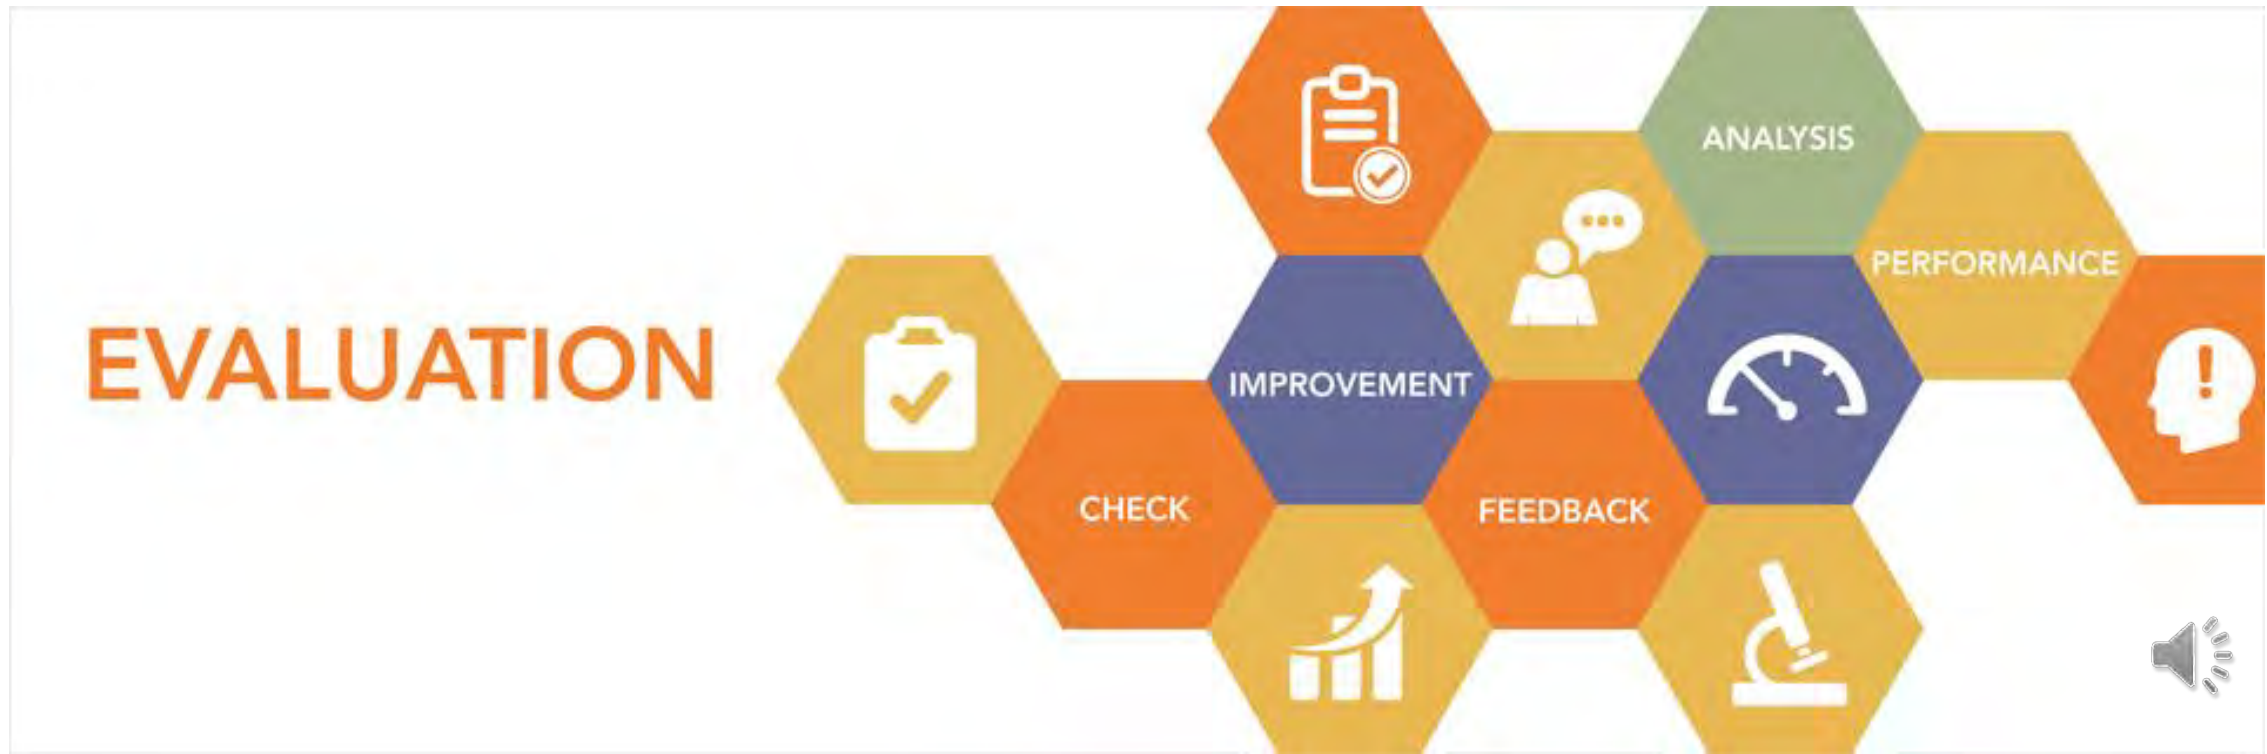 EVALUATION
ANALYSIS
PERFORMANCE
IMPROVEMENT
CHECK
FEEDBACK